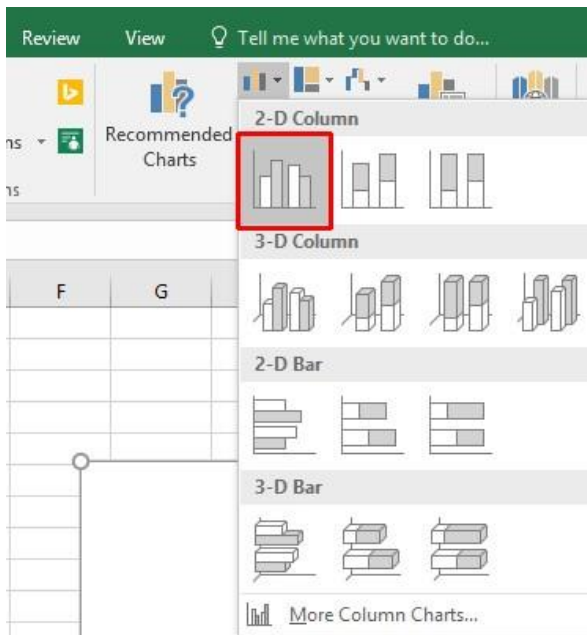 Review View Tell me what you want to do...
2-D Column
Recommended
Charts
3-D Column
F G
2-D Bar
3-D Bar
More Column Charts...